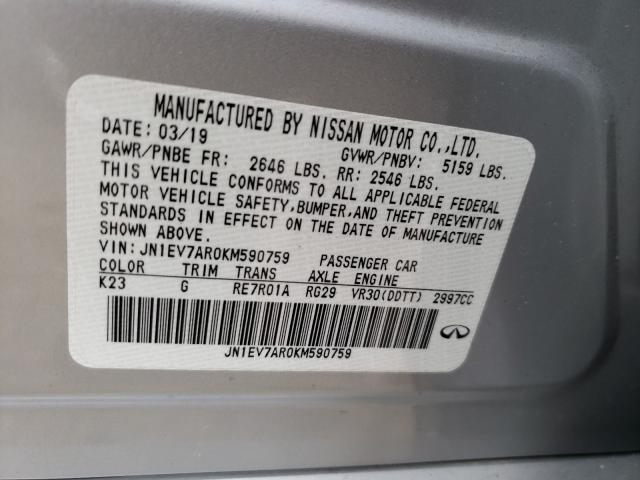 MANUFACTURED BY NISSAN MOTOR CO.,LTD.
DATE: 03/19 GVWR/PNBV: 5159 LBS.
GAWR/PNBE FR: 2646 LBS. RR: 2546 LBS.
THIS VEHICLE CONFORMS TO ALL APPLICABLE FEDERAL
MOTOR VEHICLE SAFETY,BUMPER,AND THEFT PREVENTION
STANDARDS IN EFFECT ON THE DATE OF MANUFACTURE
SHOWN ABOVE.
VIN: JN1EV7AR0KM590759 PASSENGER CAR
COLOR TRIM TRANS AXLE ENGINE
K23 G RE7R01A RG29 VR30(DDTT) 2997CC
JN1EV7AR0KM590759